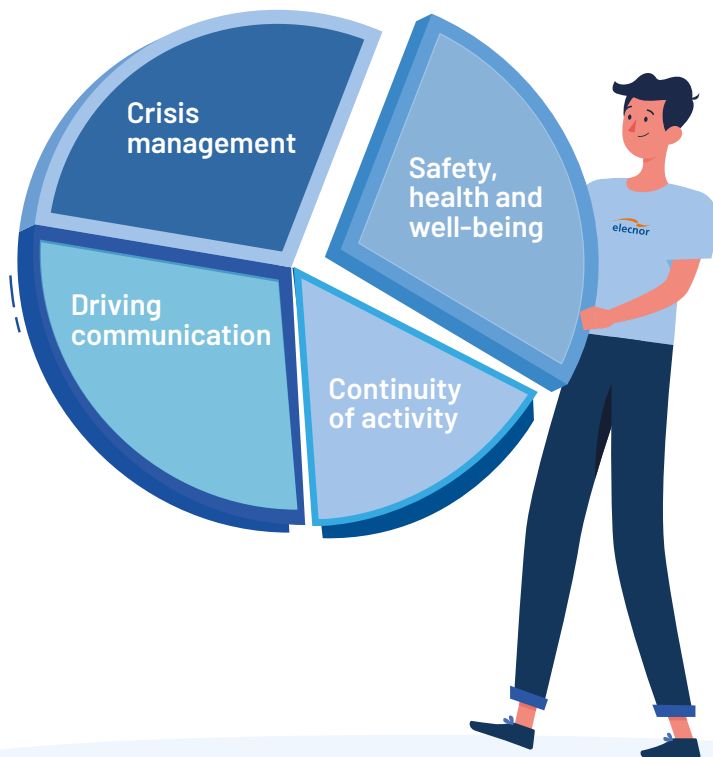 Crisis
management
Safety,
health and
well-being
elecnor
Driving
communication
Continuity
of activity